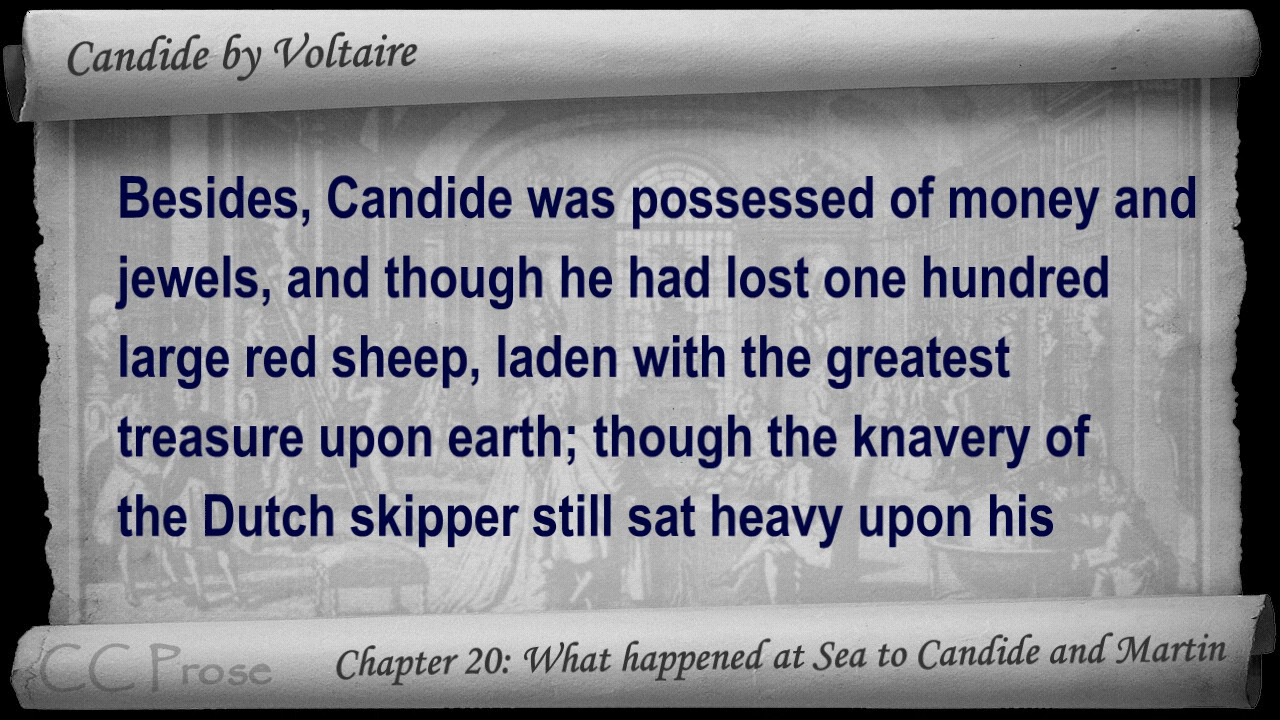 Candide by Voltaire
Besides, Candide was possessed of money and
jewels, and though he had lost one hundred
large red sheep, laden with the greatest
treasure upon earth; though the knavery of
the Dutch skipper still sat heavy upon his
CC Prose
Chapter 20: What happened at Sea to Candide and Martin